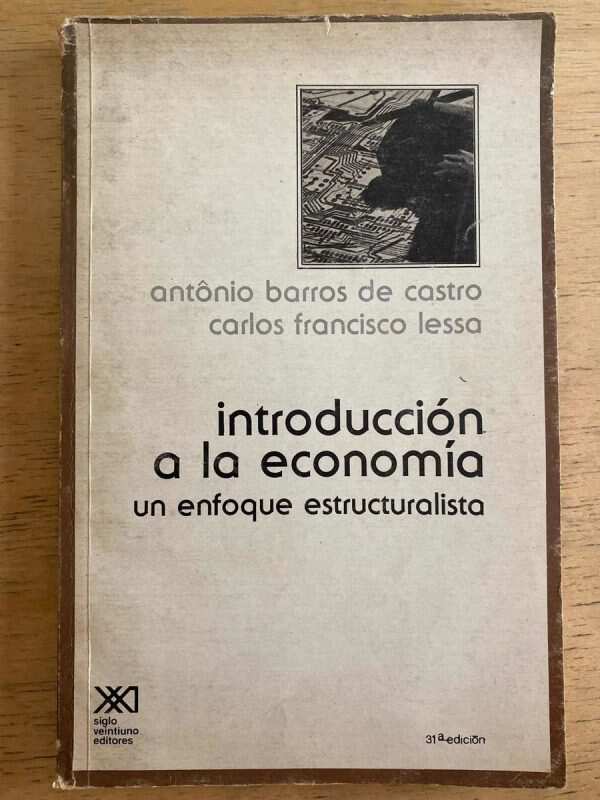 antônio barros de castro
carlos francisco lessa
introducción
a la economía
un enfoque estructuralista
siglo
veintiuno
editores
31ª edición